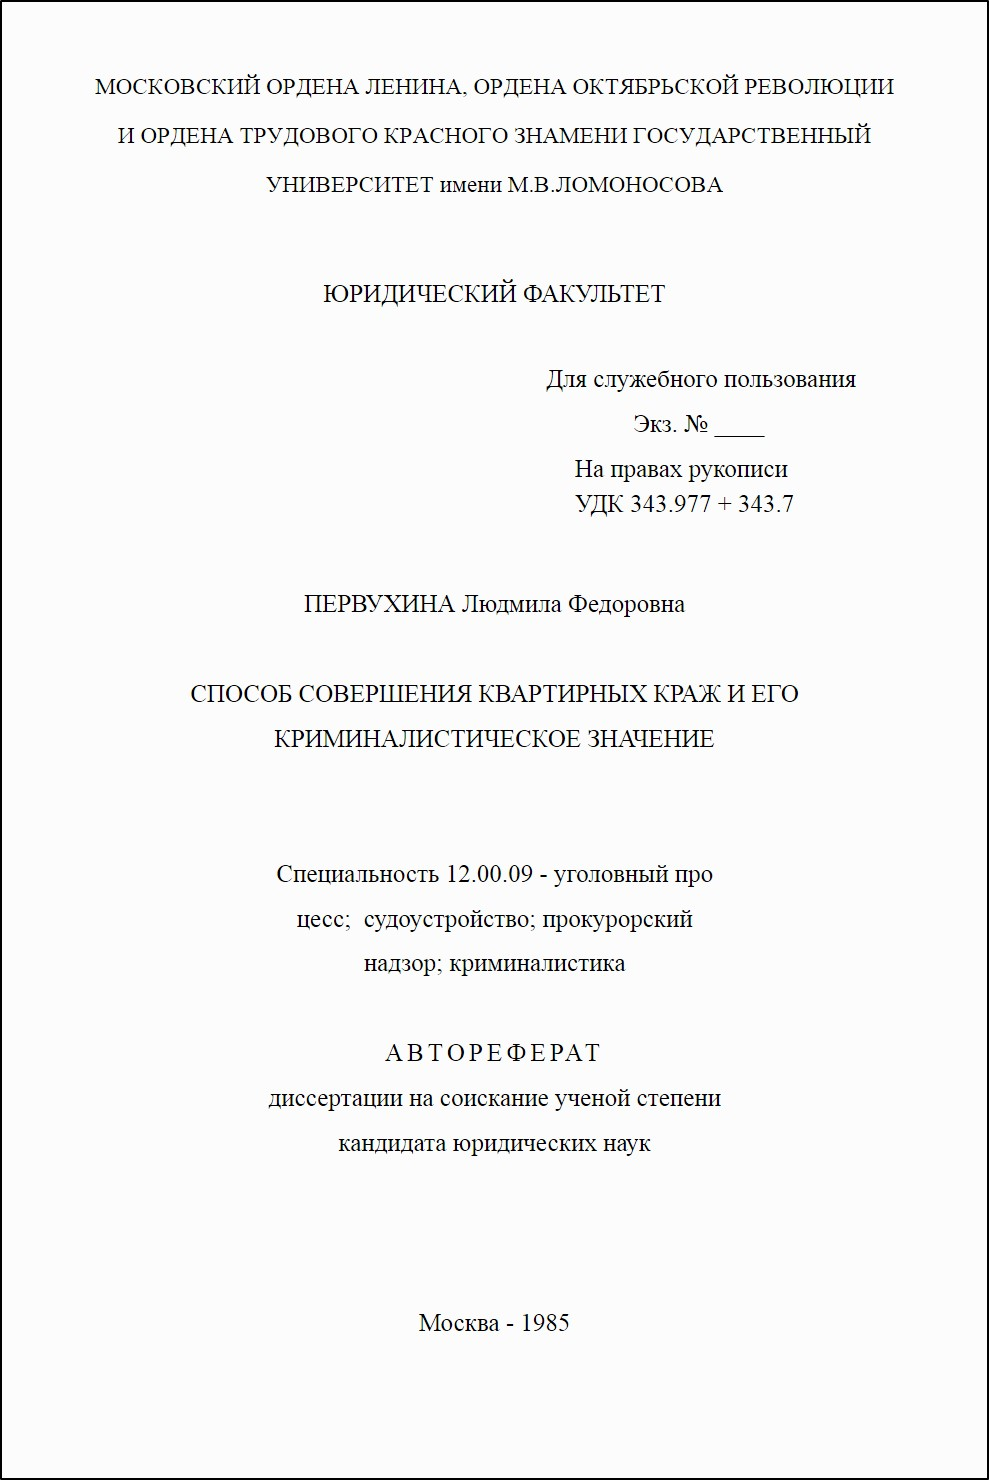 МОСКОВСКИЙ ОРДЕНА ЛЕНИНА, ОРДЕНА ОКТЯБРЬСКОЙ РЕВОЛЮЦИИ
И ОРДЕНА ТРУДОВОГО КРАСНОГО ЗНАМЕНИ ГОСУДАРСТВЕННЫЙ
УНИВЕРСИТЕТ имени М.В.ЛОМОНОСОВА
ЮРИДИЧЕСКИЙ ФАКУЛЬТЕТ
Для служебного пользования
Экз. № ____
На правах рукописи
УДК 343.977 + 343.7
ПЕРВУХИНА Людмила Федоровна
СПОСОБ СОВЕРШЕНИЯ КВАРТИРНЫХ КРАЖ И ЕГО
КРИМИНАЛИСТИЧЕСКОЕ ЗНАЧЕНИЕ
Специальность 12.00.09 - уголовный про
цесс;  судоустройство; прокурорский
надзор; криминалистика
АВТОРЕФЕРАТ
диссертации на соискание ученой степени
кандидата юридических наук
Москва - 1985